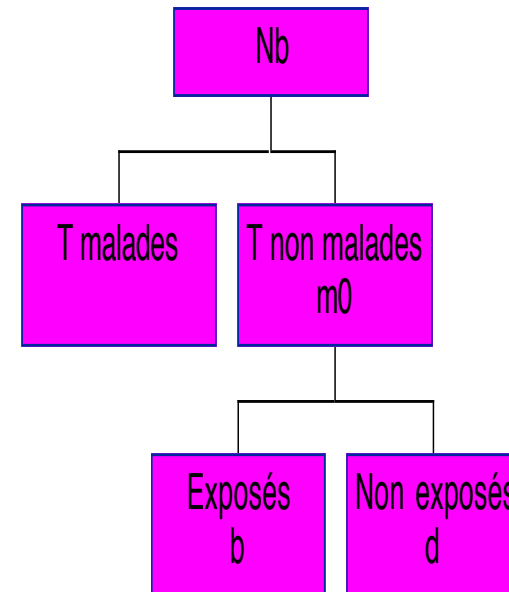 Nb
T malades
T non malades
m0
Exposés
b
Non exposés
d